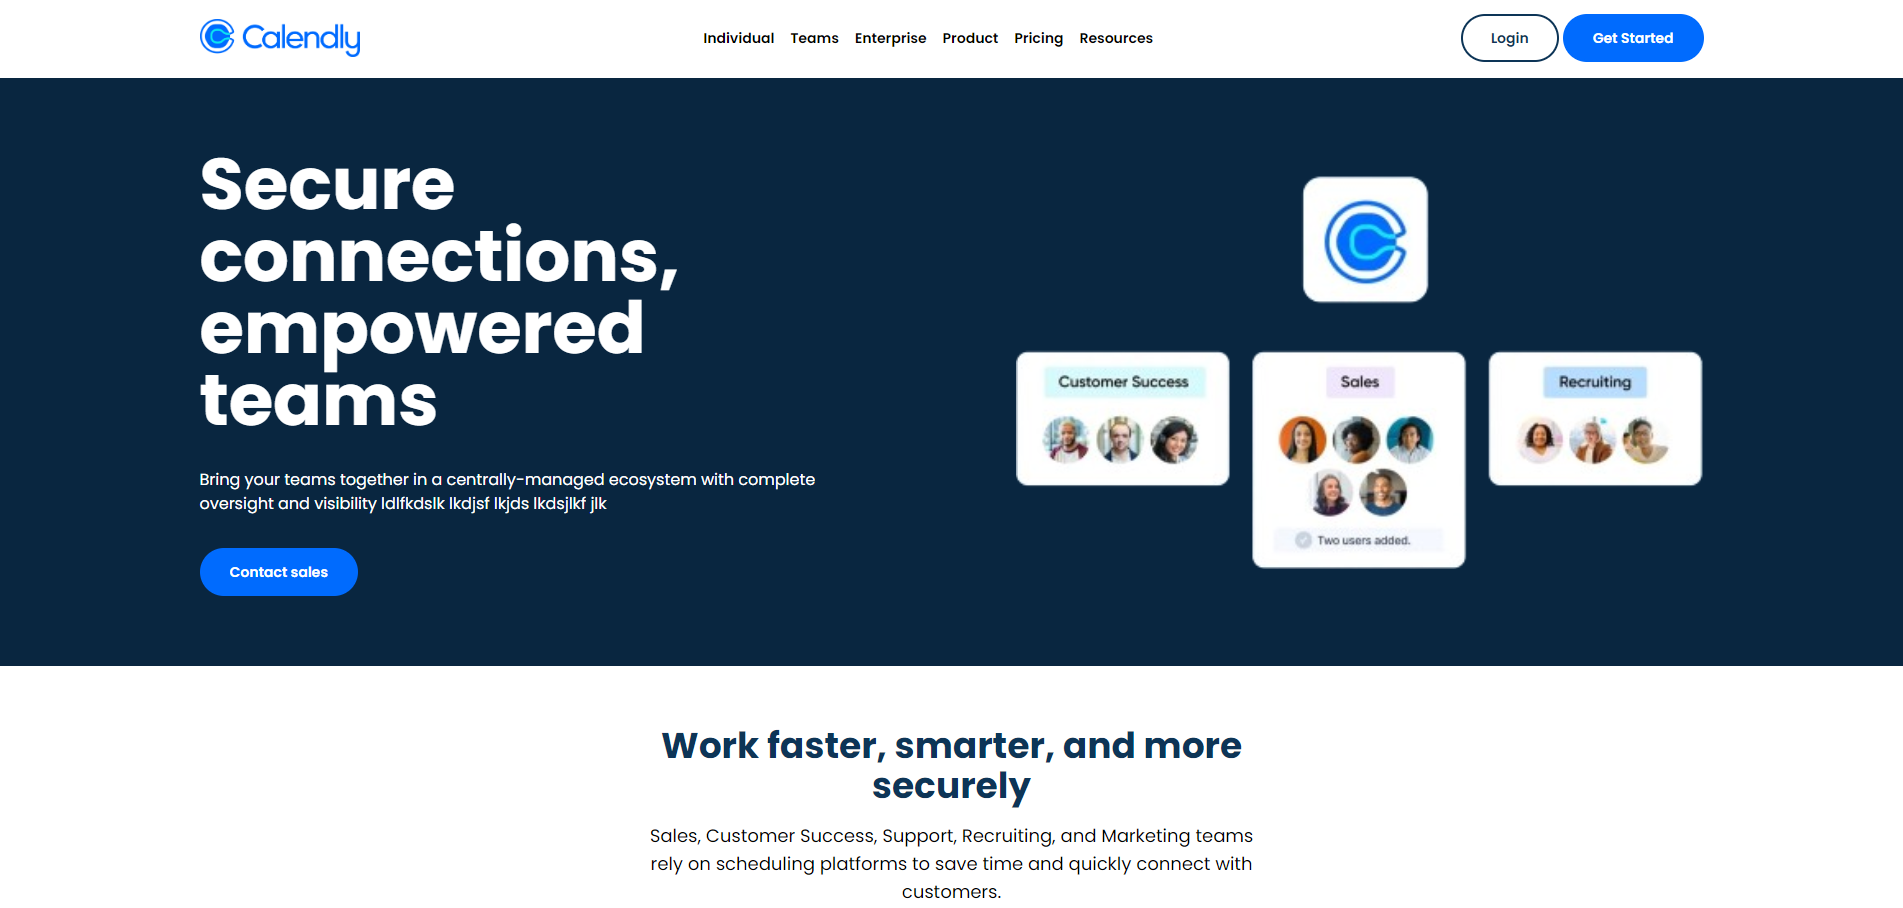 Calendly
Individual Teams Enterprise Product Pricing Resources
Login
Get Started
Secure
connections,
empowered
teams
Bring your teams together in a centrally-managed ecosystem with complete
oversight and visibility ldlfkdslk lkdjsf lkjds lkdsjlkf jlk
Contact sales
Customer Success
Sales
Recruiting
Two users added.
Work faster, smarter, and more
securely
Sales, Customer Success, Support, Recruiting, and Marketing teams
rely on scheduling platforms to save time and quickly connect with
customers.